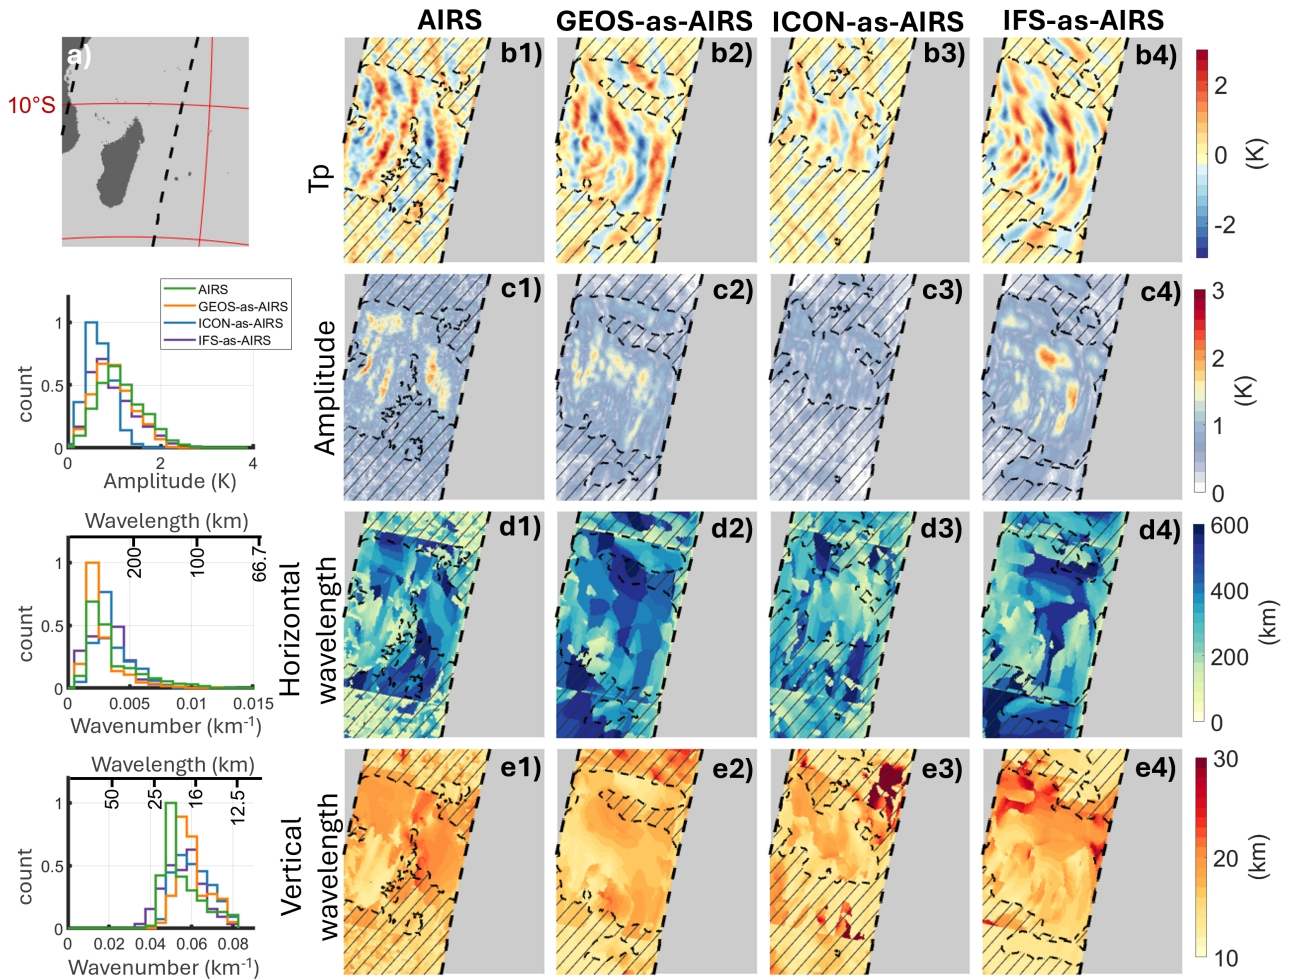 AIRS GEOS-as-AIRS ICON-as-AIRS IFS-as-AIRS
a)
10°S
Tp
b1) b2) b3) b4)
2
0
-2
(K)
AIRS
GEOS-as-AIRS
ICON-as-AIRS
IFS-as-AIRS
1
0.5
0
count
0 2 4
Amplitude (K)
Amplitude
c1) c2) c3) c4)
3
2
1
0
(K)
Wavelength (km)
200 100 66.7
1
0.5
0
count
0 0.005 0.01 0.015
Wavenumber (km-1)
Horizontal
wavelength
d1) d2) d3) d4)
600
400
200
0
(km)
Wavelength (km)
50 25 16 12.5
1
0.5
0
count
0 0.02 0.04 0.06 0.08
Wavenumber (km-1)
Vertical
wavelength
e1) e2) e3) e4)
30
20
10
(km)